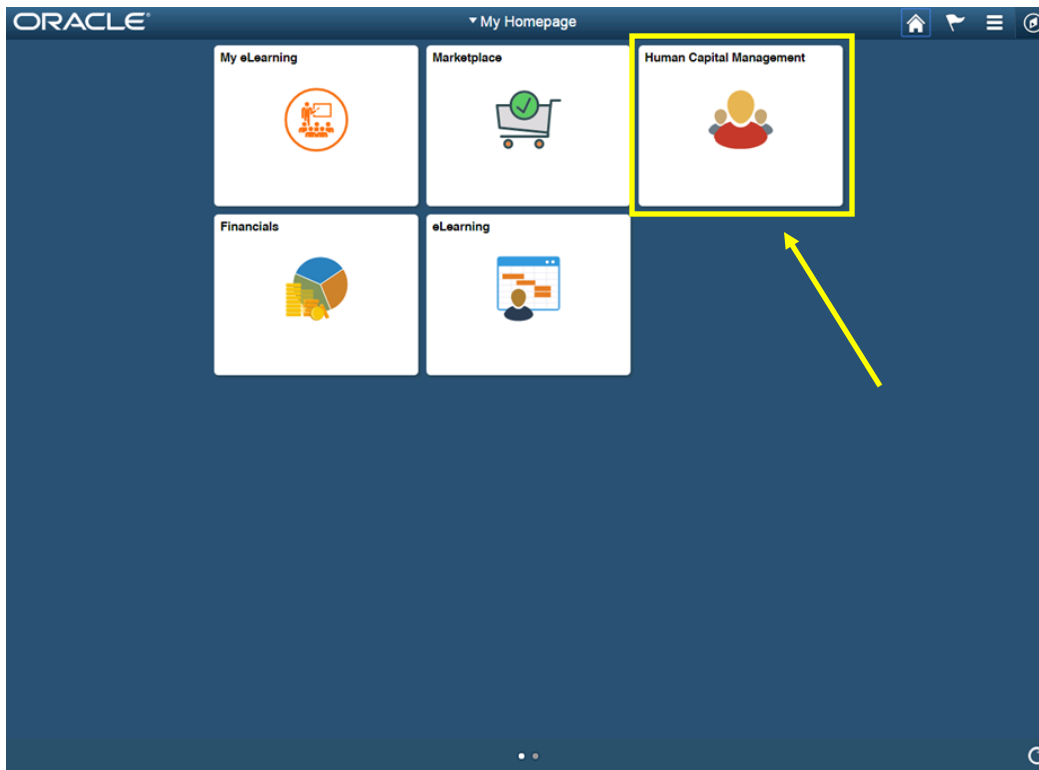 ORACLE®
My Homepage
My eLearning
Marketplace
Human Capital Management
Financials
eLearning